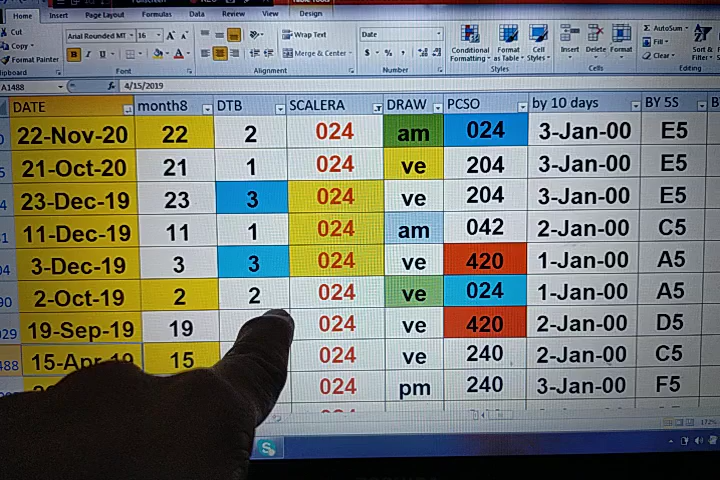 Home Insert Page Layout Formulas Data Review View Design
Cut
Copy
Format Painter
Arial Rounded MT 16 A A
B I U
Wrap Text
Merge & Center
Date
$ % ,
Conditional Formatting
Format as Table
Cell Styles
Insert Delete Format
Σ AutoSum
Fill
Clear
Sort & Filter
Font Alignment Number Styles Cells Editing
A1488 fx 4/15/2019
DATE month8 DTB SCALERA DRAW PCSO by 10 days BY 5S B
22-Nov-20 22 2 024 am 024 3-Jan-00 E5
21-Oct-20 21 1 024 ve 204 3-Jan-00 E5
23-Dec-19 23 3 024 ve 204 3-Jan-00 E5
11-Dec-19 11 1 024 am 042 2-Jan-00 C5
3-Dec-19 3 3 024 ve 420 1-Jan-00 A5
2-Oct-19 2 2 024 ve 024 1-Jan-00 A5
19-Sep-19 19 024 ve 420 2-Jan-00 D5
15-Apr-19 15 024 ve 240 2-Jan-00 C5
024 pm 240 3-Jan-00 F5
172%